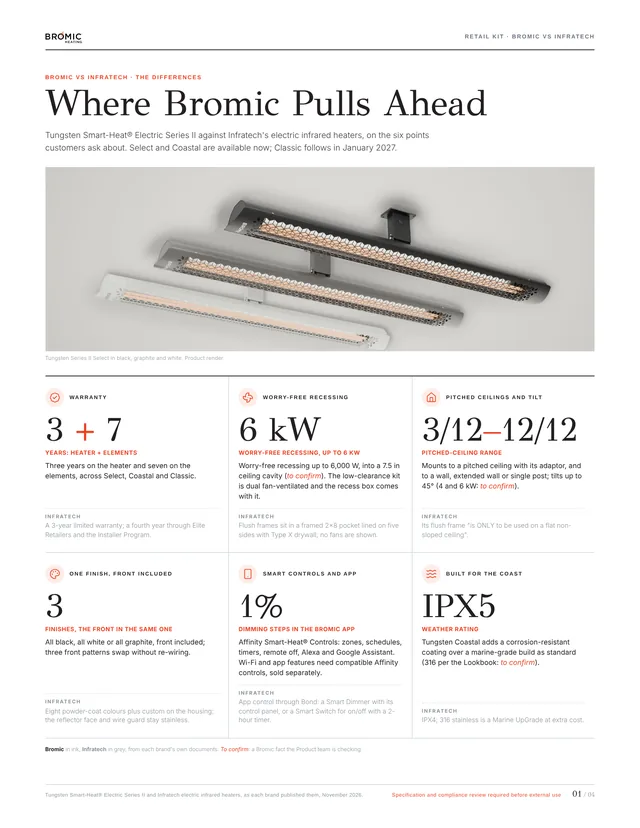 BROMIC
HEATING
RETAIL KIT · BROMIC VS INFRATECH
BROMIC VS INFRATECH · THE DIFFERENCES
Where Bromic Pulls Ahead
Tungsten Smart-Heat® Electric Series II against Infratech's electric infrared heaters, on the six points
customers ask about. Select and Coastal are available now; Classic follows in January 2027.
Tungsten Series II Select in black, graphite and white. Product render
WARRANTY
3 + 7
YEARS: HEATER + ELEMENTS
Three years on the heater and seven on the
elements, across Select, Coastal and Classic.
INFRATECH
A 3-year limited warranty; a fourth year through Elite
Retailers and the Installer Program.
WORRY-FREE RECESSING
6 kW
WORRY-FREE RECESSING, UP TO 6 KW
Worry-free recessing up to 6,000 W, into a 7.5 in
ceiling cavity (to confirm). The low-clearance kit
is dual fan-ventilated and the recess box comes
with it.
INFRATECH
Flush frames sit in a framed 2×8 pocket lined on five
sides with Type X drywall, no fans are shown.
PITCHED CEILINGS AND TILT
3/12–12/12
PITCHED-CEILING RANGE
Mounts to a pitched ceiling with its adaptor, and
to a wall, extended wall or single post; tilts up to
45° (4 and 6 kW: to confirm).
INFRATECH
Its flush frame "is ONLY to be used on a flat non-
sloped ceiling".
ONE FINISH, FRONT INCLUDED
3
FINISHES, THE FRONT IN THE SAME ONE
All black, all white or all graphite, front included;
three front patterns swap without re-wiring.
INFRATECH
Eight powder-coat colours plus custom on the housing;
the reflector face and wire guard stay stainless.
SMART CONTROLS AND APP
1%
DIMMING STEPS IN THE BROMIC APP
Affinity Smart-Heat® Controls: zones, schedules,
timers, remote off, Alexa and Google Assistant.
Wi-Fi and app features need compatible Affinity
controls, sold separately.
INFRATECH
App control through Bond: a Smart Dimmer with its
control panel, or a Smart Switch for on/off with a 2-
hour timer.
BUILT FOR THE COAST
IPX5
WEATHER RATING
Tungsten Coastal adds a corrosion-resistant
coating over a marine-grade build as standard
(316 per the Lookbook: to confirm).
INFRATECH
IPX4; 316 stainless is a Marine UpGrade at extra cost.
Bromic in ink, Infratech in grey, from each brand's own documents. To confirm: a Bromic fact the Product team is checking.
Tungsten Smart-Heat® Electric Series II and Infratech electric infrared heaters, as each brand published them, November 2026.
Specification and compliance review required before external use
01 / 04